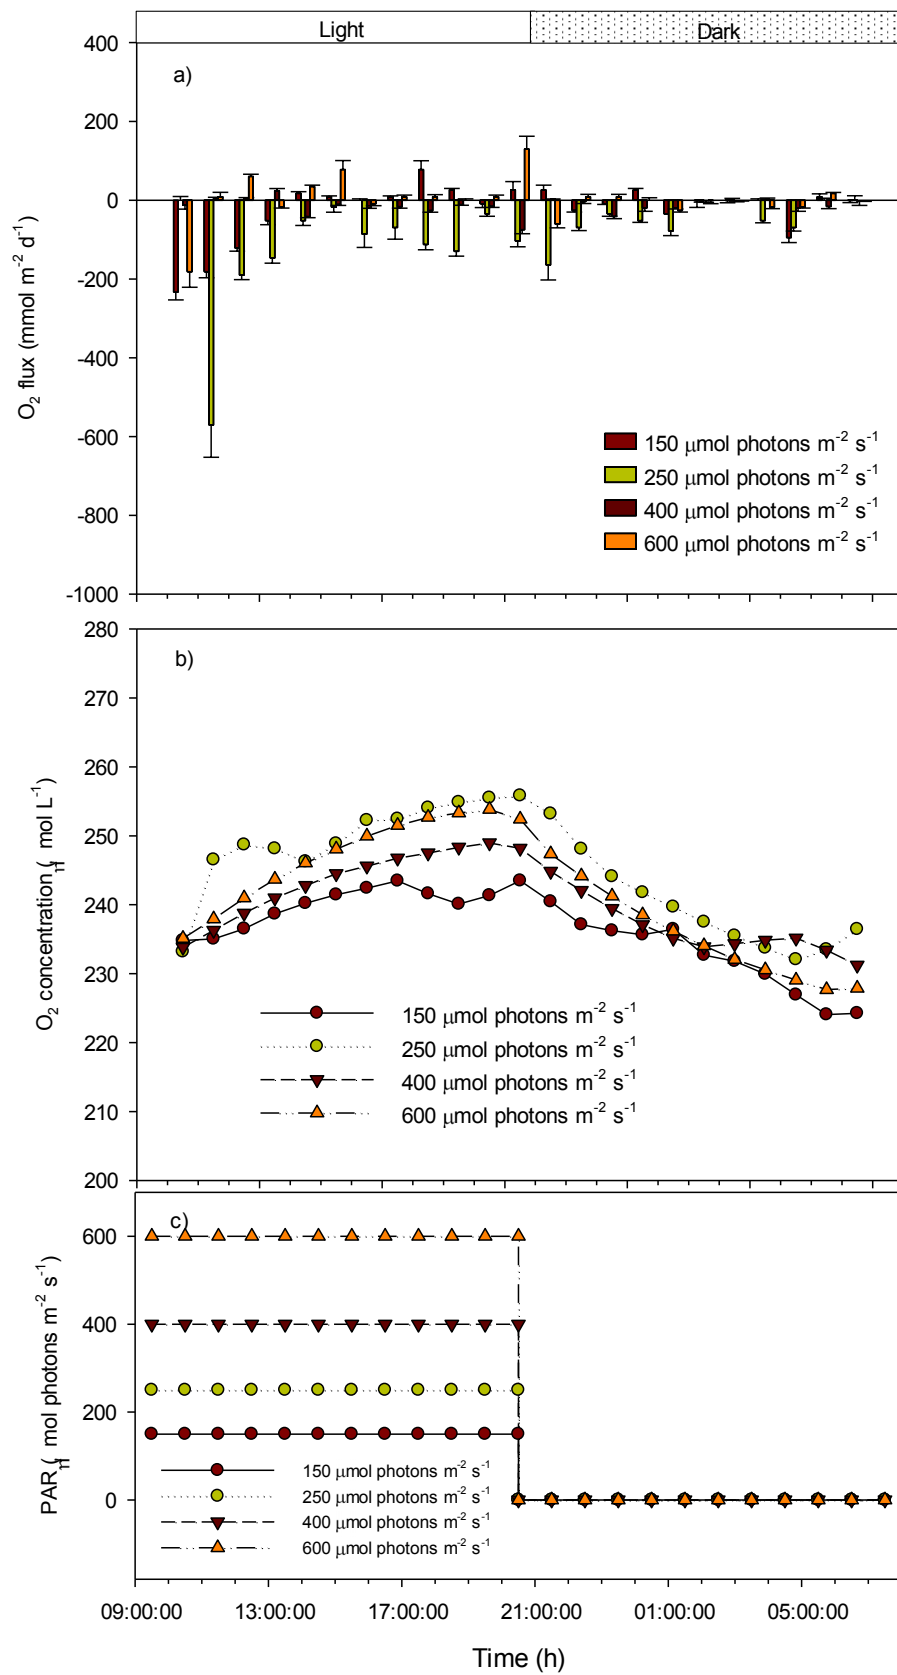 Light Dark
400
a)
200
0
-200
-400
-600
-800
-1000
O2 flux (mmol m-2 d-1)
150 μmol photons m-2 s-1
250 μmol photons m-2 s-1
400 μmol photons m-2 s-1
600 μmol photons m-2 s-1
280
b)
270
260
250
240
230
220
210
200
O2 concentration ( mol L-1)
150 μmol photons m-2 s-1
250 μmol photons m-2 s-1
400 μmol photons m-2 s-1
600 μmol photons m-2 s-1
c)
600
400
200
0
PAR ( mol photons m-2 s-1)
150 μmol photons m-2 s-1
250 μmol photons m-2 s-1
400 μmol photons m-2 s-1
600 μmol photons m-2 s-1
09:00:00 13:00:00 17:00:00 21:00:00 01:00:00 05:00:00
Time (h)